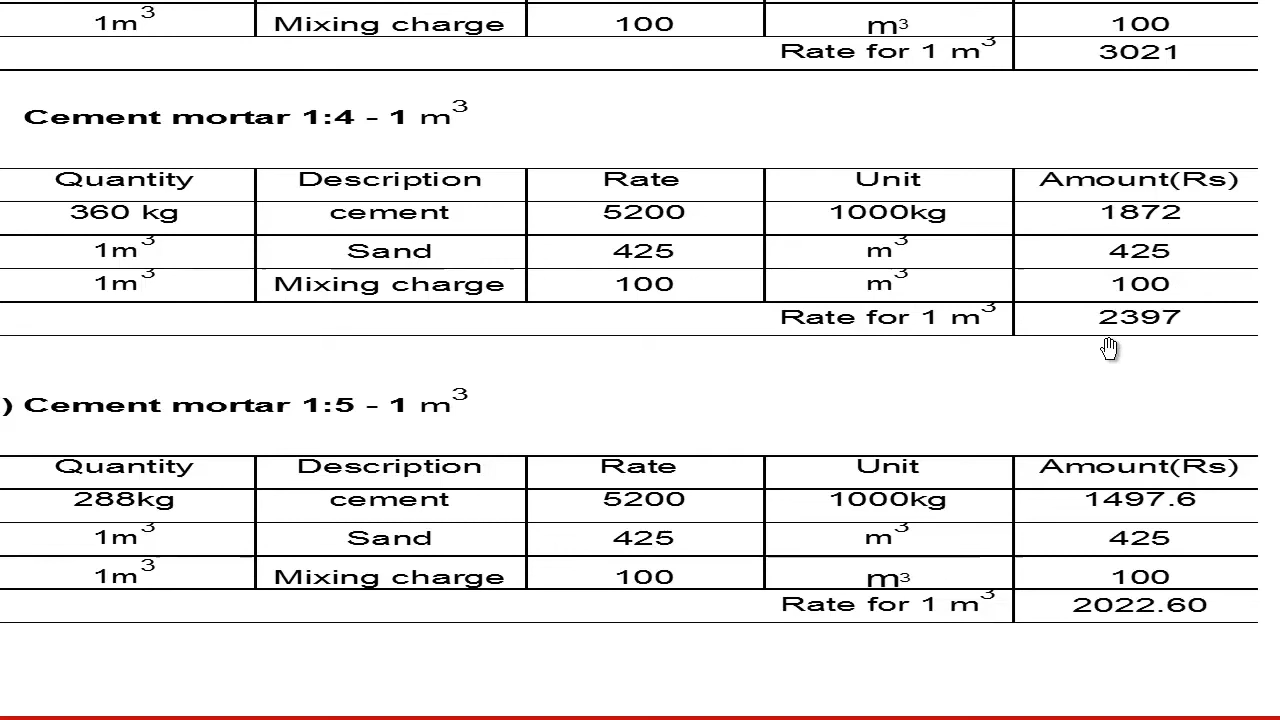 1m³ Mixing charge 100 m³ 100
Rate for 1 m³ 3021
Cement mortar 1:4 - 1 m³
Quantity Description Rate Unit Amount(Rs)
360 kg cement 5200 1000kg 1872
1m³ Sand 425 m³ 425
1m³ Mixing charge 100 m³ 100
Rate for 1 m³ 2397
) Cement mortar 1:5 - 1 m³
Quantity Description Rate Unit Amount(Rs)
288kg cement 5200 1000kg 1497.6
1m³ Sand 425 m³ 425
1m³ Mixing charge 100 m³ 100
Rate for 1 m³ 2022.60